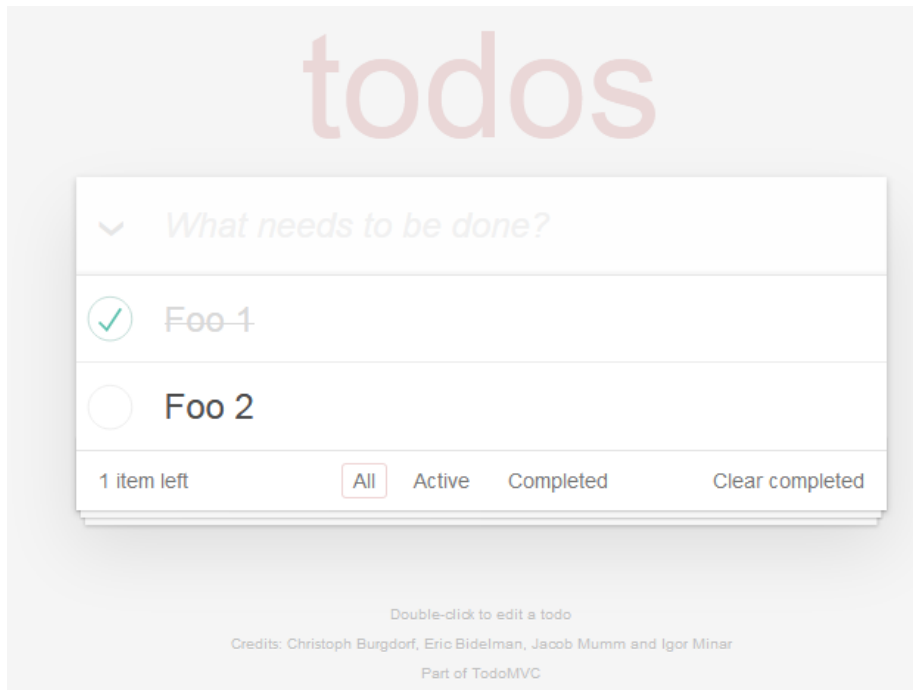 todos
What needs to be done?
Foo 1
Foo 2
1 item left All Active Completed Clear completed
Double-click to edit a todo
Credits: Christoph Burgdorf, Eric Bidelman, Jacob Mumm and Igor Minar
Part of TodoMVC